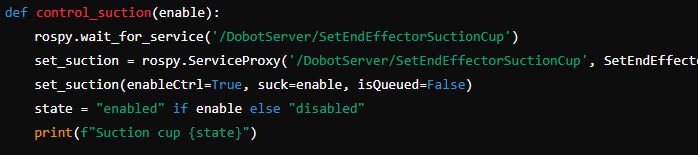 def control_suction(enable):
    rospy.wait_for_service('/DobotServer/SetEndEffectorSuctionCup')
    set_suction = rospy.ServiceProxy('/DobotServer/SetEndEffectorSuctionCup', SetEndEffecto
    set_suction(enableCtrl=True, suck=enable, isQueued=False)
    state = "enabled" if enable else "disabled"
    print(f"Suction cup {state}")